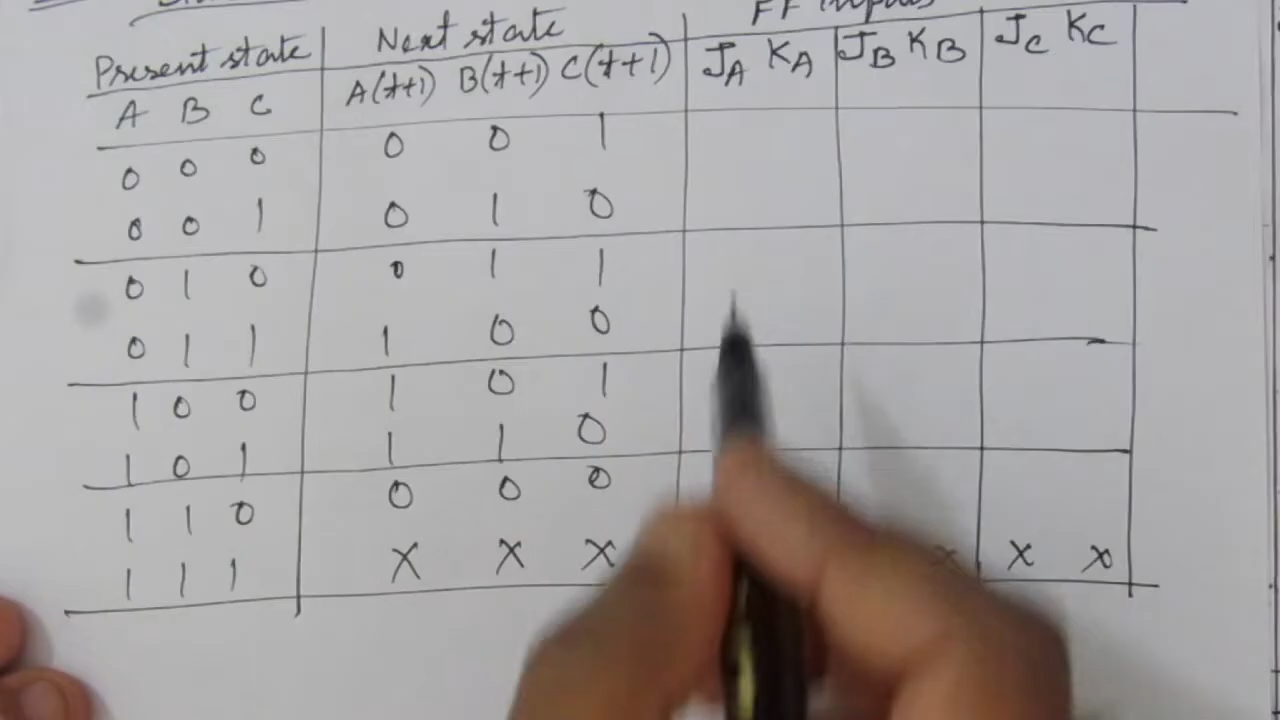 FF inputs
Present state Next state
A B C A(t+1) B(t+1) C(t+1) JA KA JB KB JC KC
0 0 0 0 0 1
0 0 1 0 1 0
0 1 0 0 1 1
0 1 1 1 0 0
1 0 0 1 0 1
1 0 1 1 1 0
1 1 0 0 0 0
1 1 1 X X X x X x